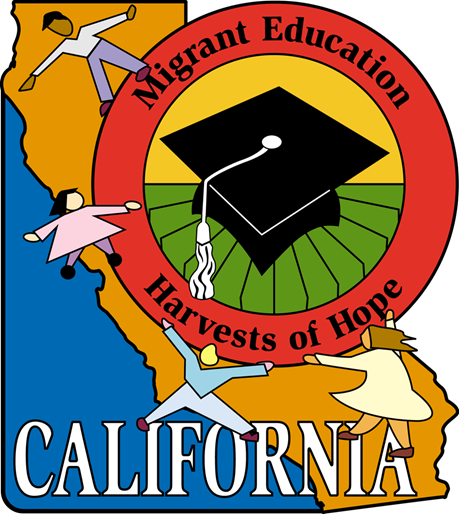 Migrant Education
Harvests of Hope
CALIFORNIA